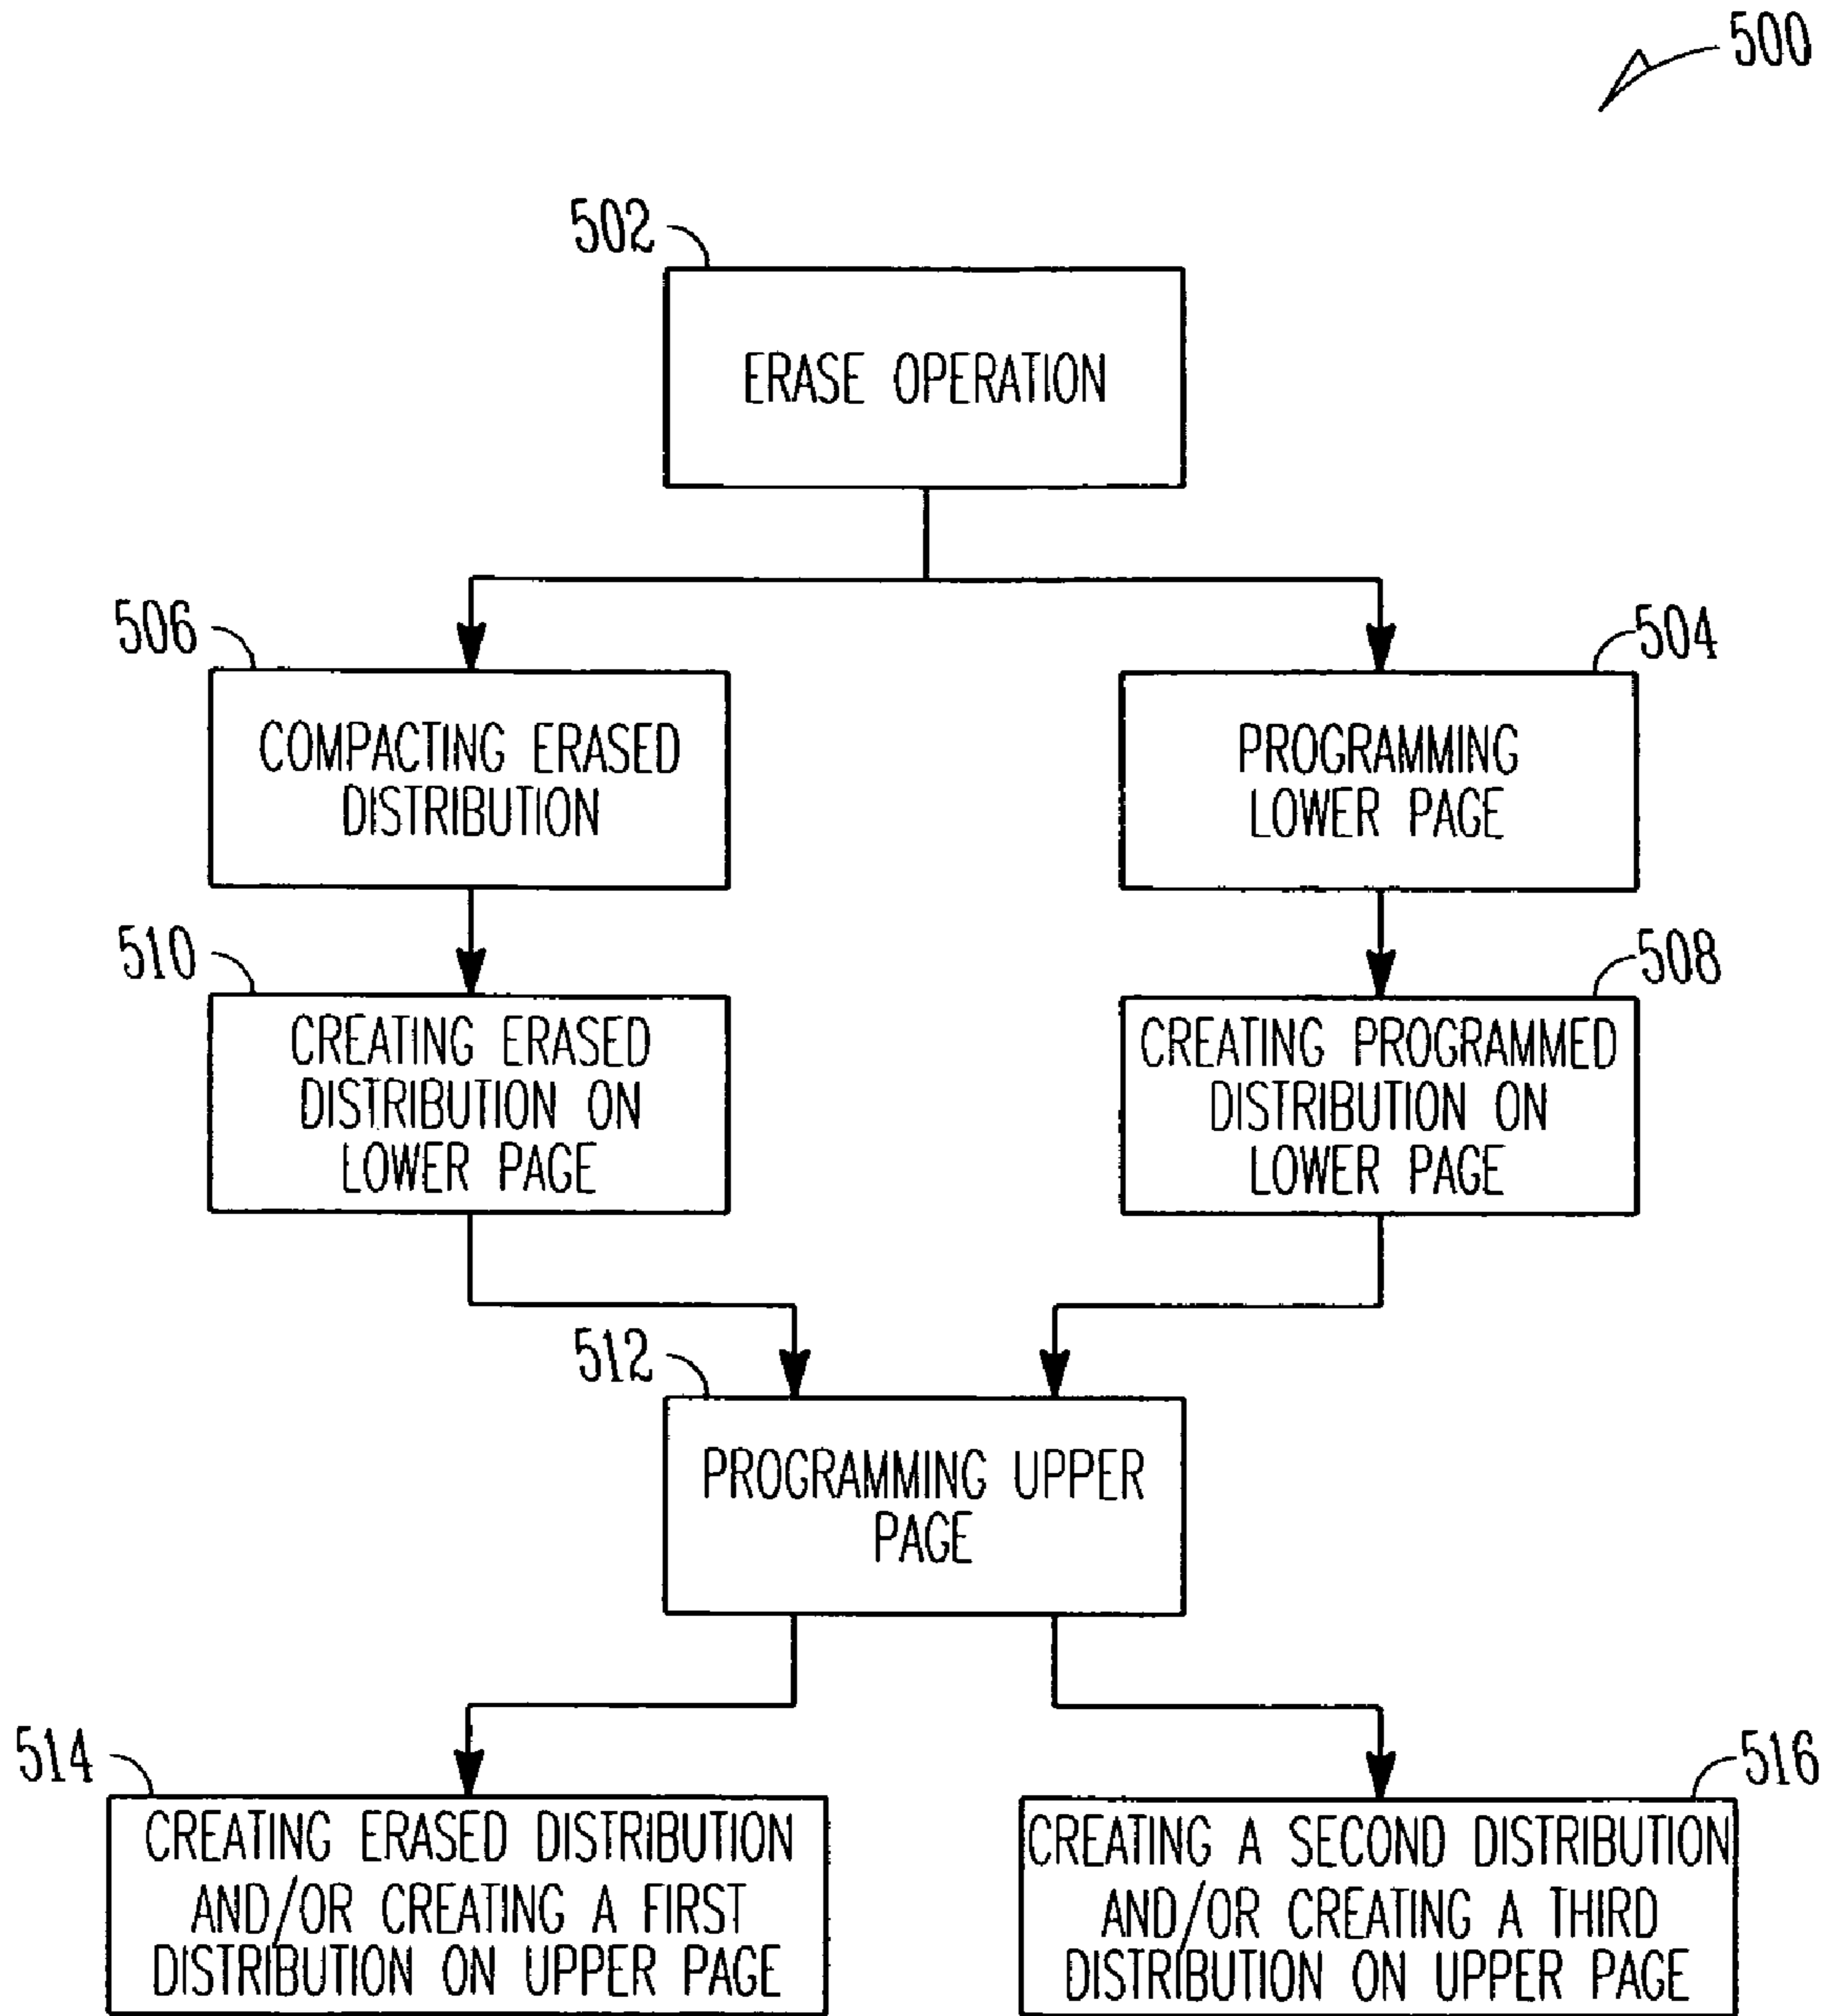 500
502
ERASE OPERATION
506
504
COMPACTING ERASED
DISTRIBUTION
PROGRAMMING
LOWER PAGE
510
508
CREATING ERASED
DISTRIBUTION ON
LOWER PAGE
CREATING PROGRAMMED
DISTRIBUTION ON
LOWER PAGE
512
PROGRAMMING UPPER
PAGE
514
516
CREATING ERASED DISTRIBUTION
AND/OR CREATING A FIRST
DISTRIBUTION ON UPPER PAGE
CREATING A SECOND DISTRIBUTION
AND/OR CREATING A THIRD
DISTRIBUTION ON UPPER PAGE